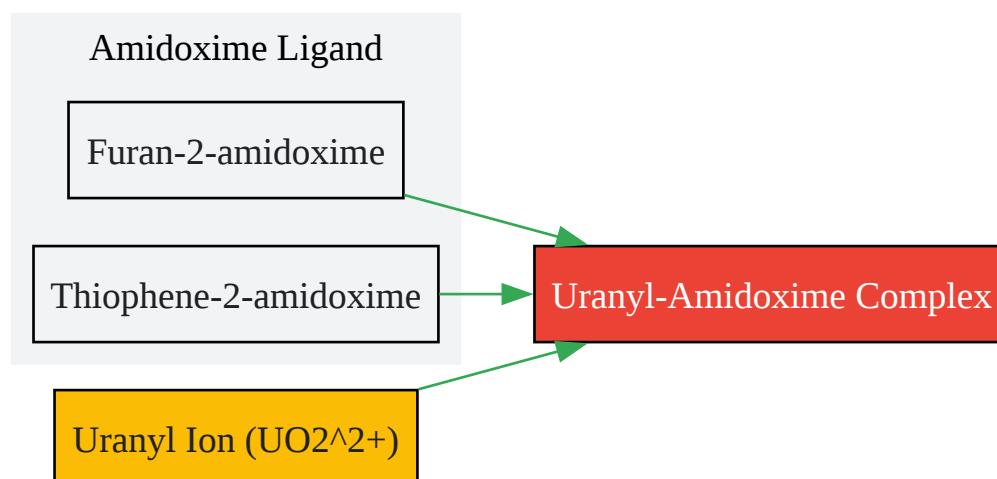 Amidoxime Ligand
Furan-2-amidoxime
Thiophene-2-amidoxime
Uranyl-Amidoxime Complex
Uranyl Ion (UO2^2+)